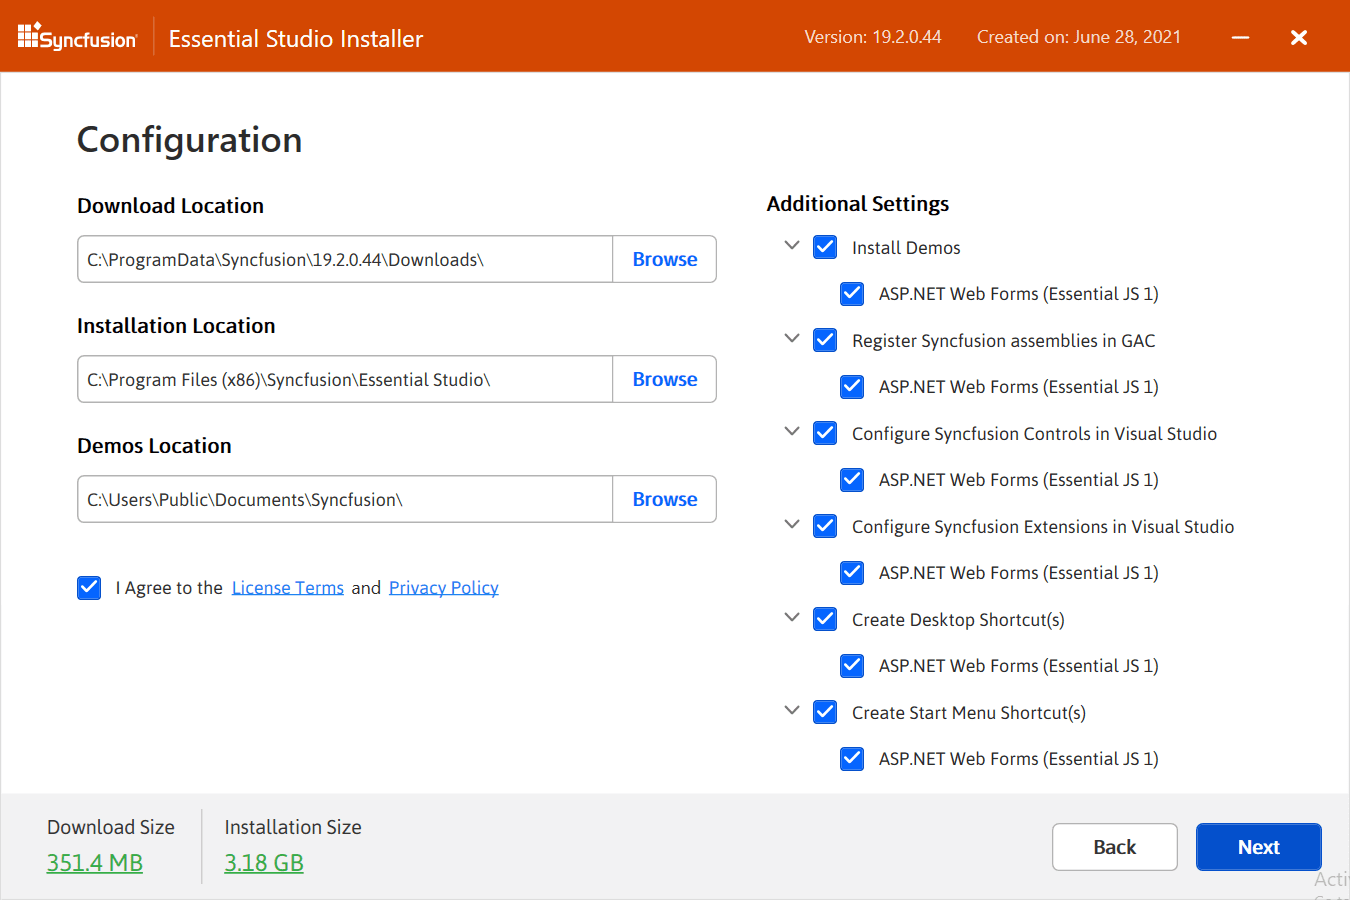 Syncfusion
Essential Studio Installer
Version: 19.2.0.44
Created on: June 28, 2021
Configuration
Download Location
C:\ProgramData\Syncfusion\19.2.0.44\Downloads\
Browse
Installation Location
C:\Program Files (x86)\Syncfusion\Essential Studio\
Browse
Demos Location
C:\Users\Public\Documents\Syncfusion\
Browse
I Agree to the License Terms and Privacy Policy
Additional Settings
Install Demos
ASP.NET Web Forms (Essential JS 1)
Register Syncfusion assemblies in GAC
ASP.NET Web Forms (Essential JS 1)
Configure Syncfusion Controls in Visual Studio
ASP.NET Web Forms (Essential JS 1)
Configure Syncfusion Extensions in Visual Studio
ASP.NET Web Forms (Essential JS 1)
Create Desktop Shortcut(s)
ASP.NET Web Forms (Essential JS 1)
Create Start Menu Shortcut(s)
ASP.NET Web Forms (Essential JS 1)
Download Size
351.4 MB
Installation Size
3.18 GB
Back
Next
Acti